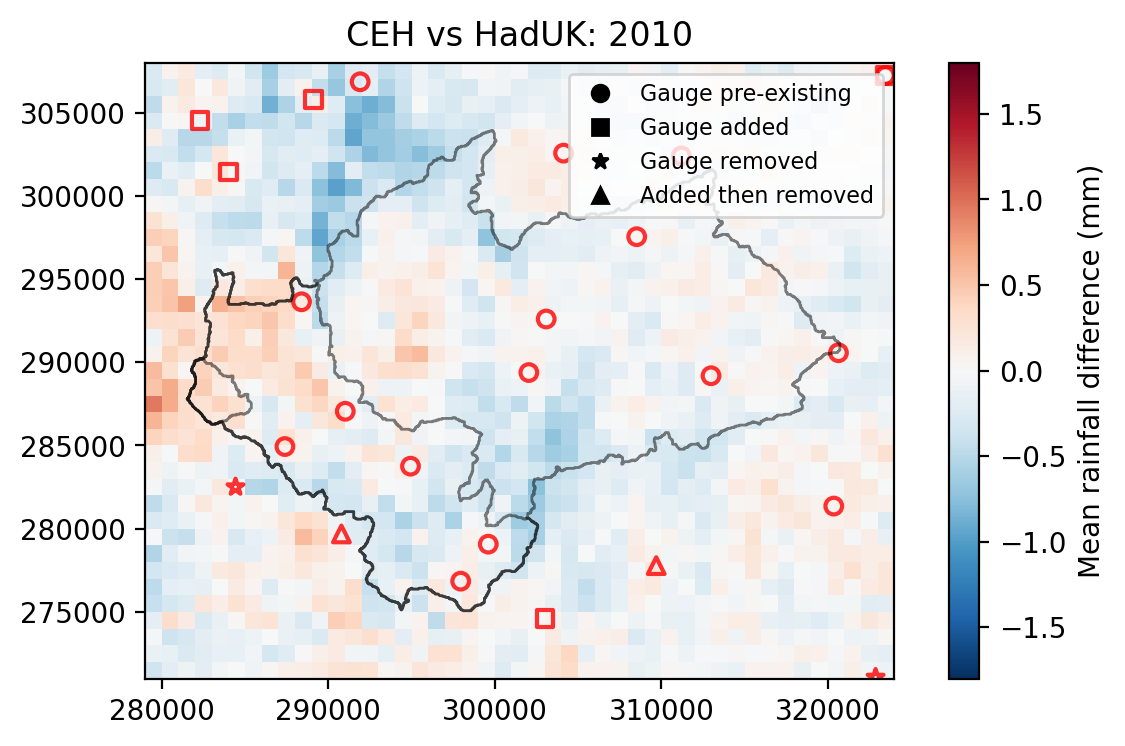 CEH vs HadUK: 2010
Gauge pre-existing
Gauge added
Gauge removed
Added then removed
305000
300000
295000
290000
285000
280000
275000
280000 290000 300000 310000 320000
1.5
1.0
0.5
0.0
−0.5
−1.0
−1.5
Mean rainfall difference (mm)